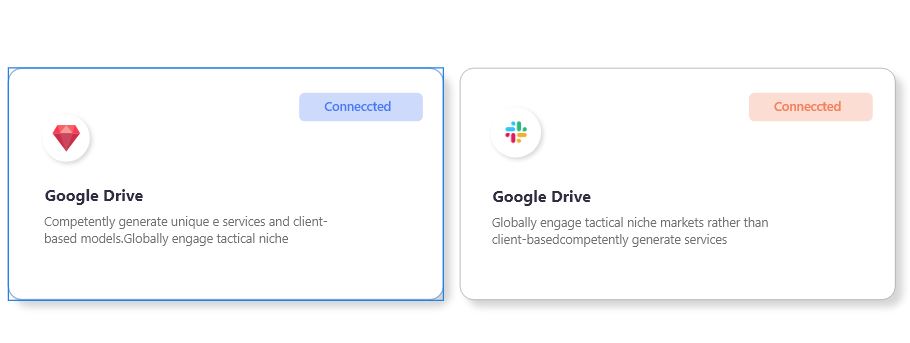 Conneccted
Google Drive
Competently generate unique e services and client-
based models.Globally engage tactical niche
Conneccted
Google Drive
Globally engage tactical niche markets rather than
client-basedcompetently generate services